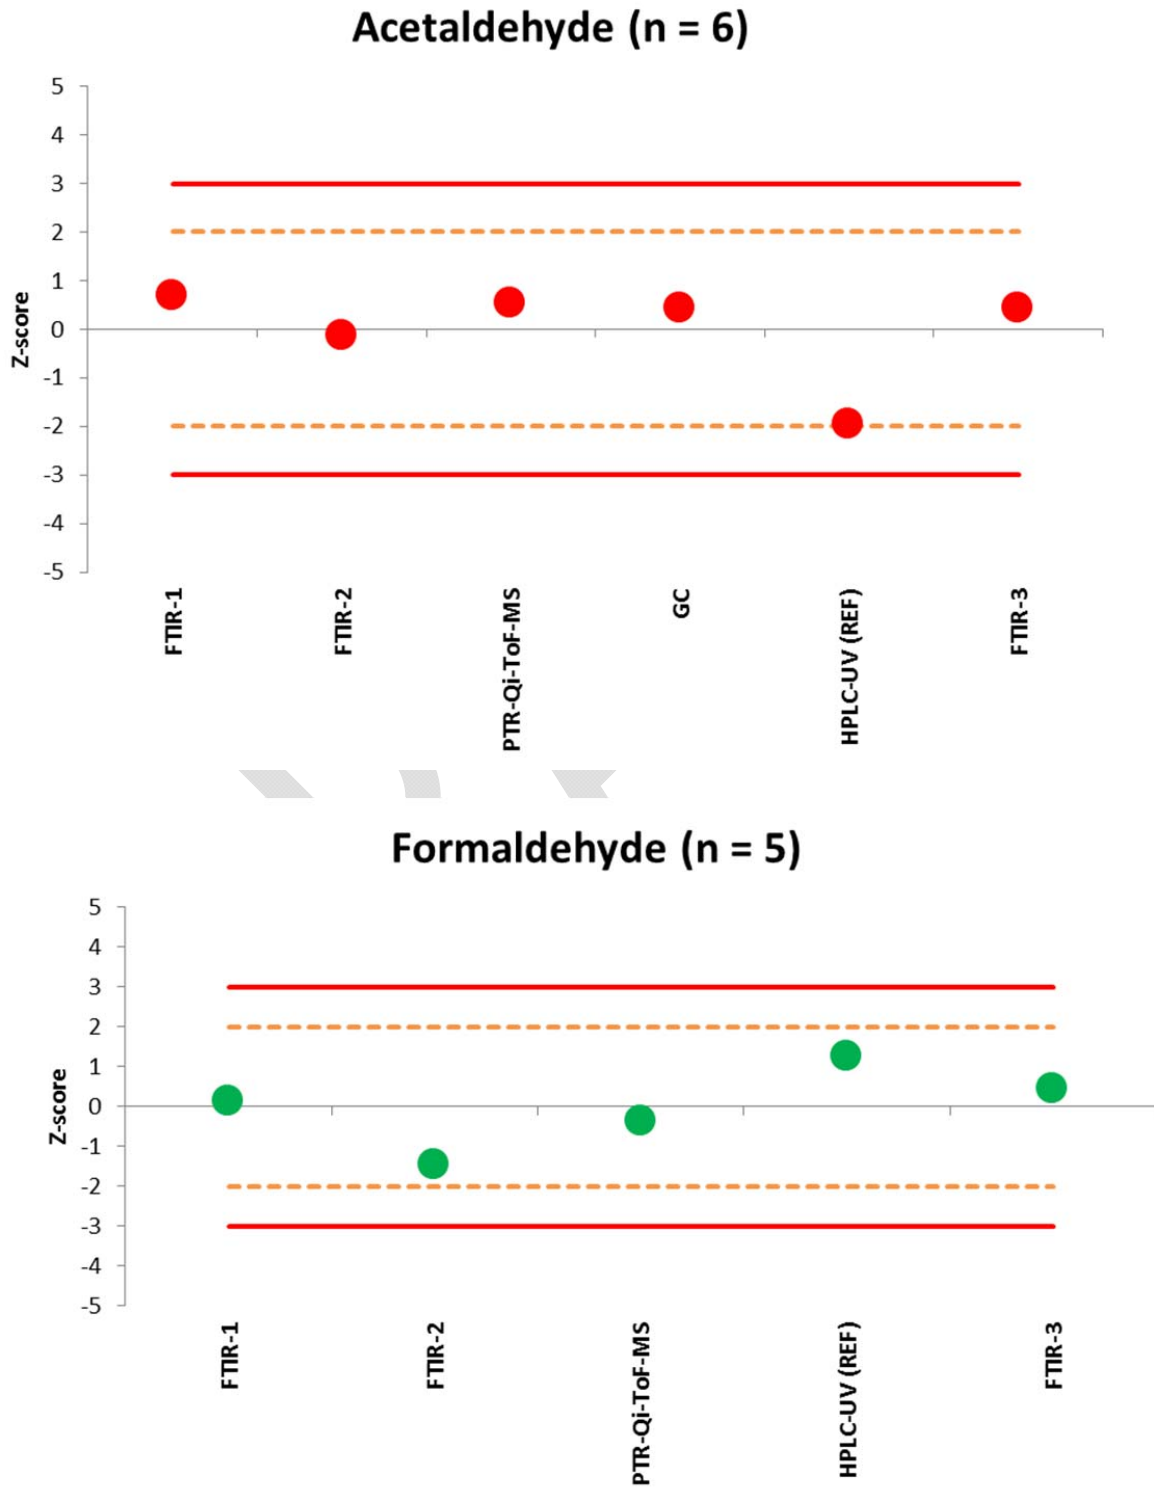 Acetaldehyde (n = 6)
5
4
3
2
1
0
-1
-2
-3
-4
-5
Z-score
FTIR-1
FTIR-2
PTR-Qi-ToF-MS
GC
HPLC-UV (REF)
FTIR-3
Formaldehyde (n = 5)
5
4
3
2
1
0
-1
-2
-3
-4
-5
Z-score
FTIR-1
FTIR-2
PTR-Qi-ToF-MS
HPLC-UV (REF)
FTIR-3